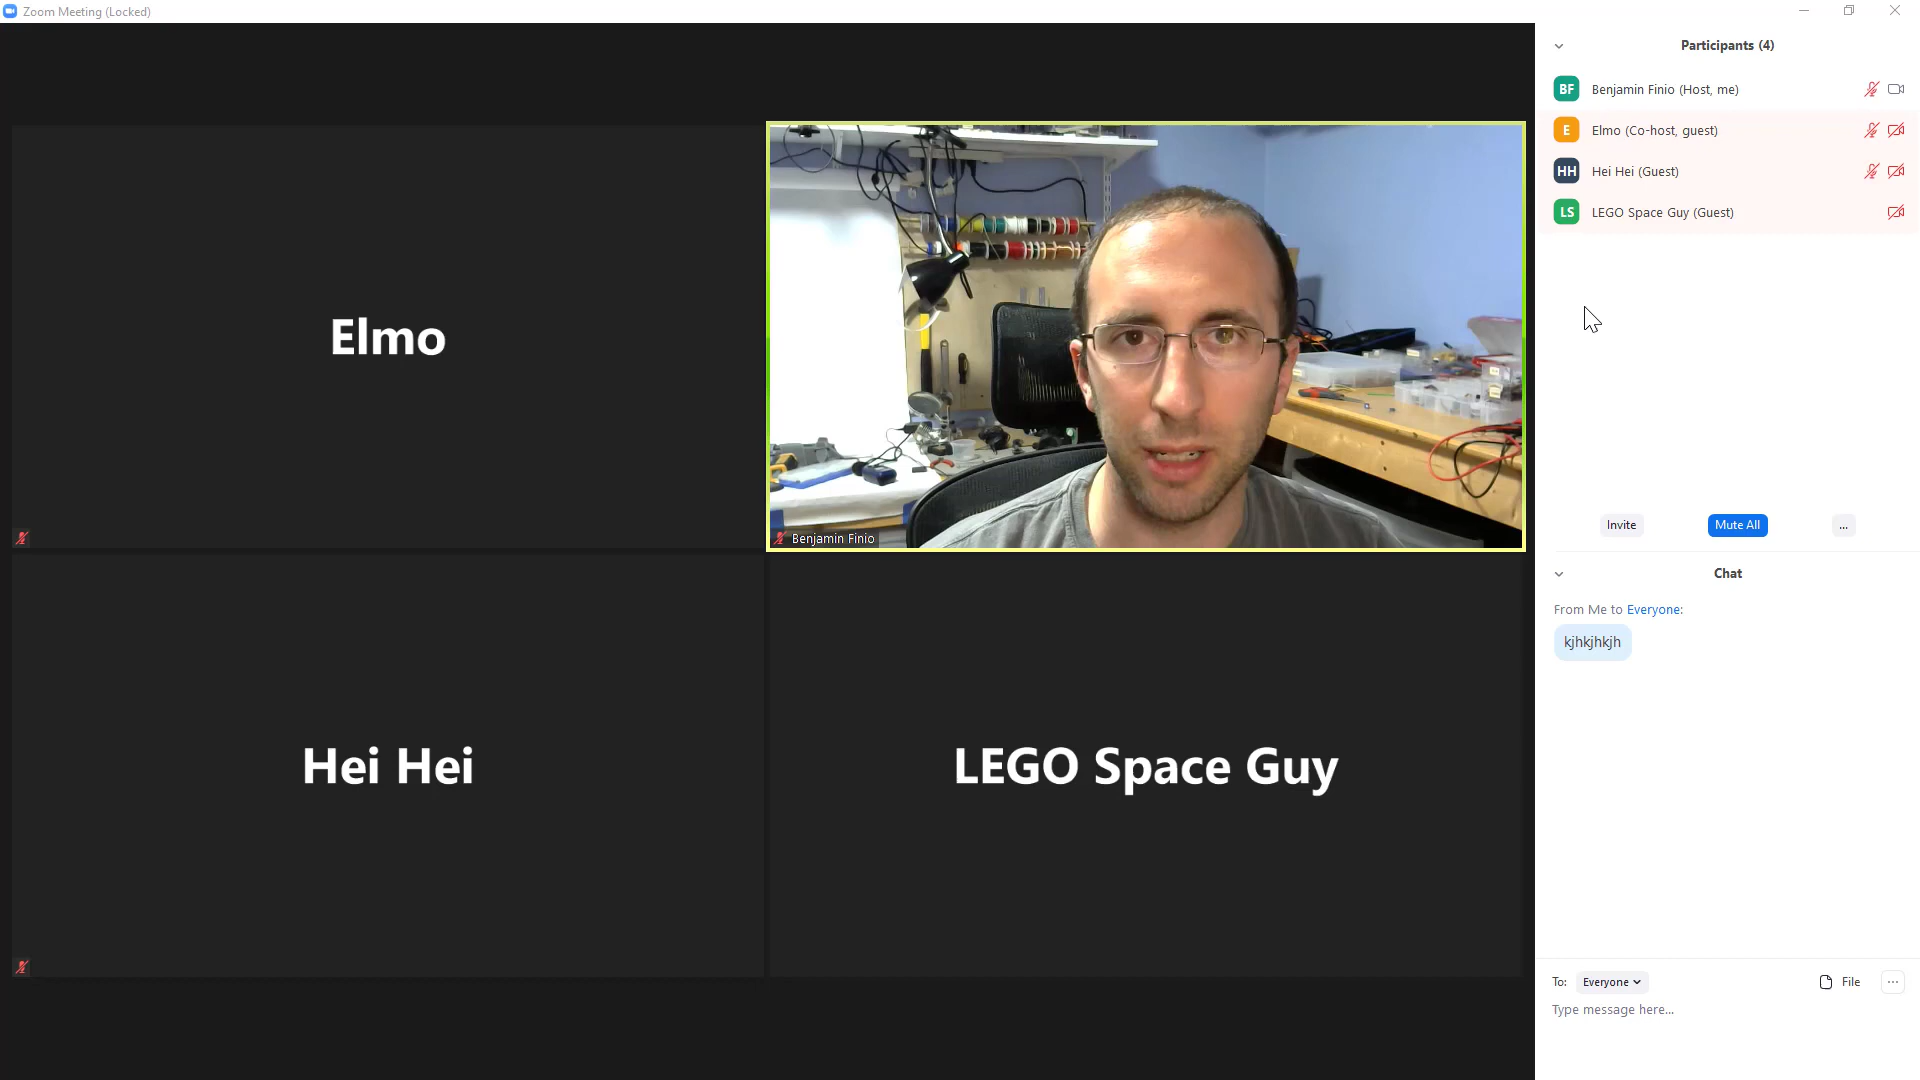 Zoom Meeting (Locked)
Elmo
Benjamin Finio
Hei Hei
LEGO Space Guy
Participants (4)
BF Benjamin Finio (Host, me)
E Elmo (Co-host, guest)
HH Hei Hei (Guest)
LS LEGO Space Guy (Guest)
Invite Mute All ...
Chat
From Me to Everyone:
kjhkjhkjh
To: Everyone File ...
Type message here...